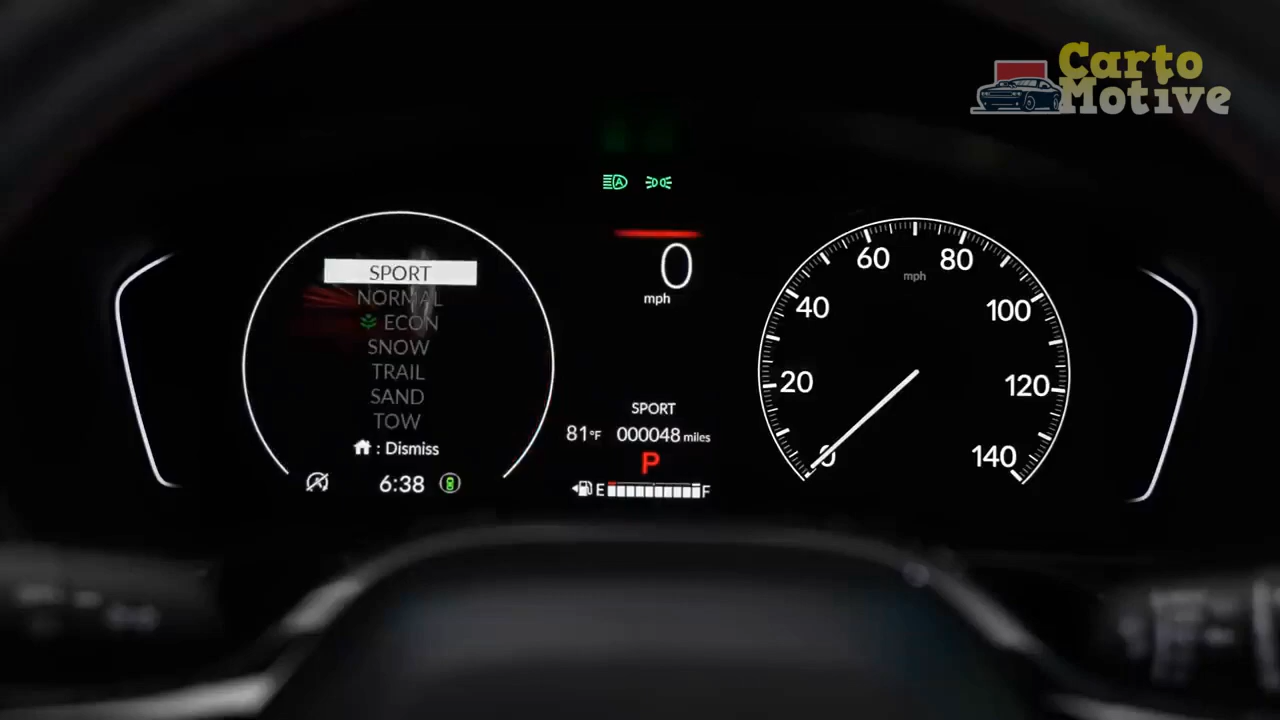 Carto
Motive
SPORT
NORMAL
ECON
SNOW
TRAIL
SAND
TOW
: Dismiss
6:38
A
0
mph
SPORT
81°F 000048 miles
P
E F
0 20 40 60 80 100 120 140
mph